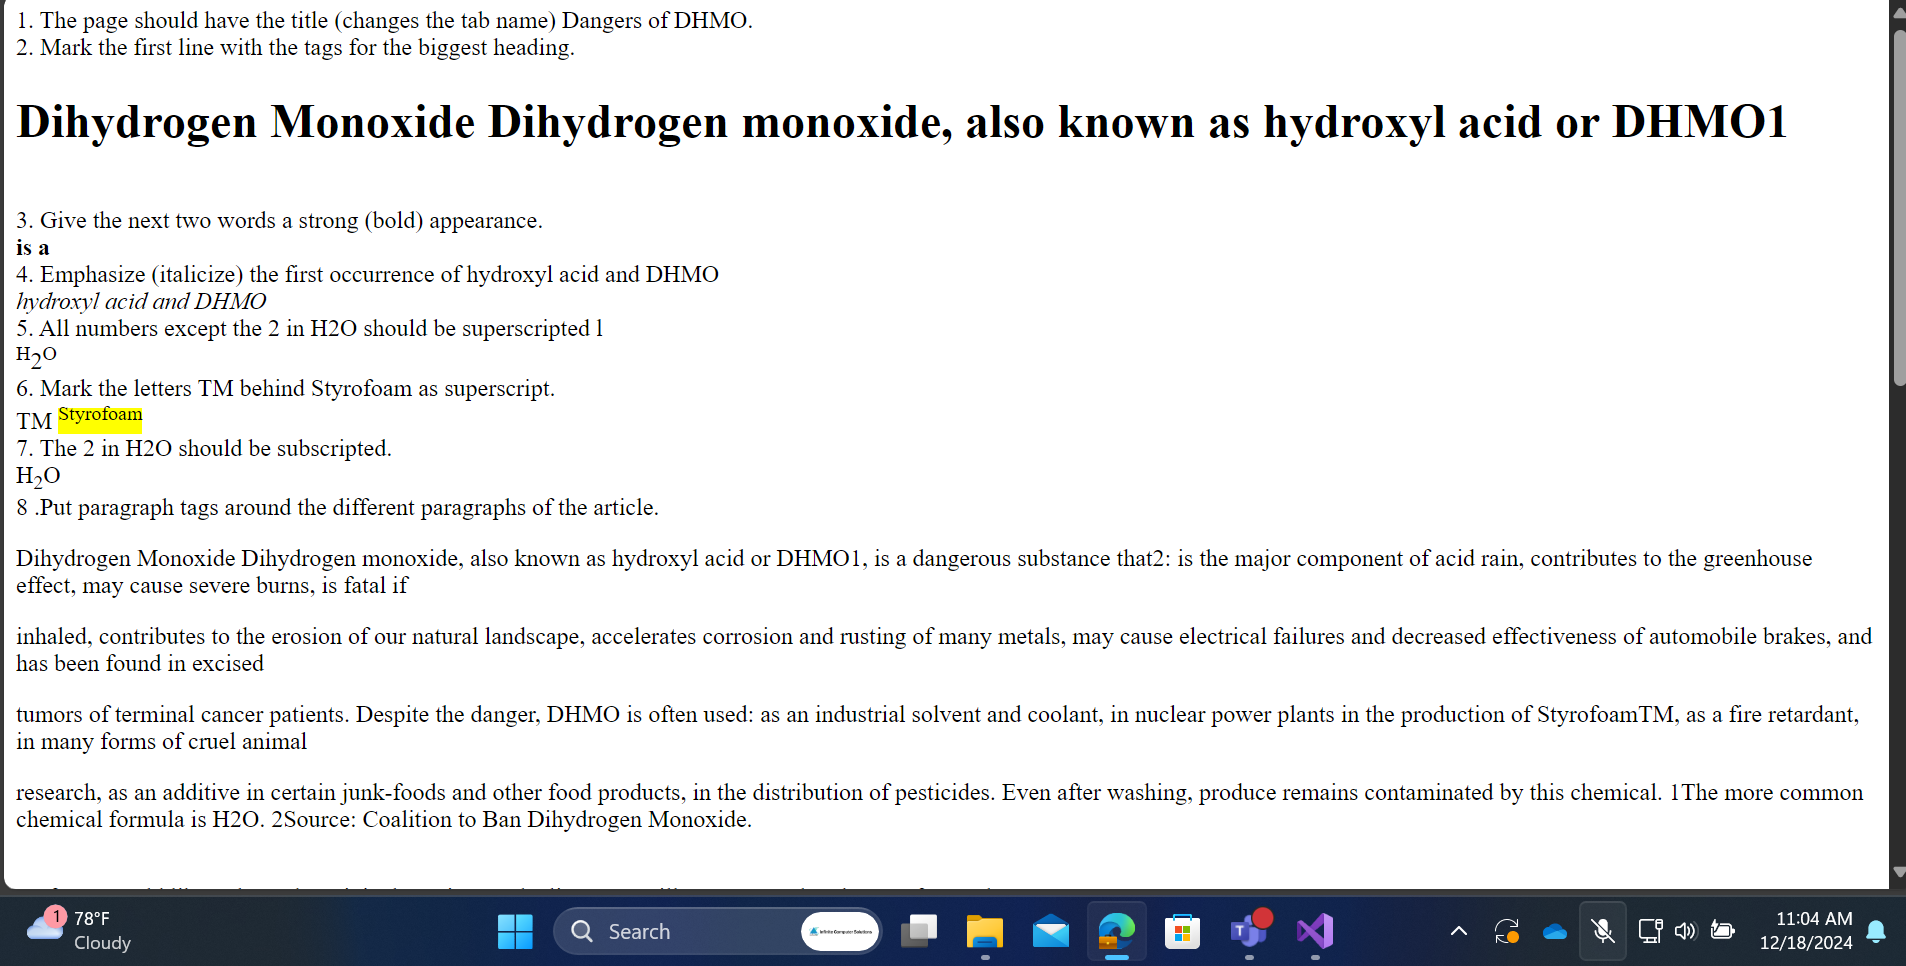 1. The page should have the title (changes the tab name) Dangers of DHMO.
2. Mark the first line with the tags for the biggest heading.
Dihydrogen Monoxide Dihydrogen monoxide, also known as hydroxyl acid or DHMO1
3. Give the next two words a strong (bold) appearance.
is a
4. Emphasize (italicize) the first occurrence of hydroxyl acid and DHMO
hydroxyl acid and DHMO
5. All numbers except the 2 in H2O should be superscripted l
H2O
6. Mark the letters TM behind Styrofoam as superscript.
TM Styrofoam
7. The 2 in H2O should be subscripted.
H2O
8 .Put paragraph tags around the different paragraphs of the article.
Dihydrogen Monoxide Dihydrogen monoxide, also known as hydroxyl acid or DHMO1, is a dangerous substance that2: is the major component of acid rain, contributes to the greenhouse
effect, may cause severe burns, is fatal if
inhaled, contributes to the erosion of our natural landscape, accelerates corrosion and rusting of many metals, may cause electrical failures and decreased effectiveness of automobile brakes, and
has been found in excised
tumors of terminal cancer patients. Despite the danger, DHMO is often used: as an industrial solvent and coolant, in nuclear power plants in the production of StyrofoamTM, as a fire retardant,
in many forms of cruel animal
research, as an additive in certain junk-foods and other food products, in the distribution of pesticides. Even after washing, produce remains contaminated by this chemical. 1The more common
chemical formula is H2O. 2Source: Coalition to Ban Dihydrogen Monoxide.
1 78°F
Cloudy
Search
Infinite Computer Solutions
T
11:04 AM
12/18/2024